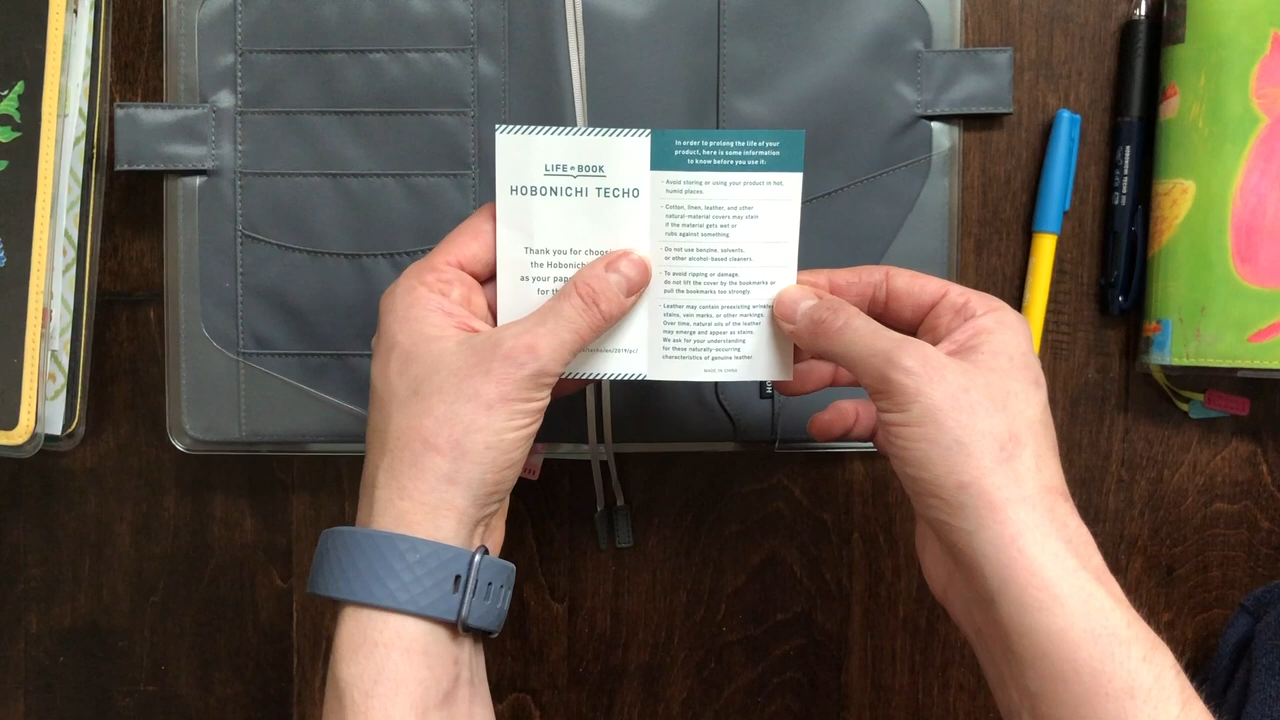 LIFE BOOK
HOBONICHI TECHO
Thank you for
the Hobonichi
as your
for
/techo/en/2019/pc/
In order to prolong the life of your
product, here is some information
to know before you use it:
- Avoid storing or using your product in hot,
humid places.
- Cotton, linen, leather, and other
natural-material covers may stain
if the material gets wet or
rubs against something
- Do not use benzine, solvents,
or other alcohol-based cleaners.
- To avoid ripping or damage,
do not lift the cover by the bookmarks or
pull the bookmarks too strongly.
- Leather may contain preexisting wrinkles
stains, vein marks, or other markings.
Over time, natural oils of the leather
may emerge and appear as stains.
We ask for your understanding
for these naturally-occurring
characteristics of genuine leather.
MADE IN CHINA
HOBONICHI TECHO